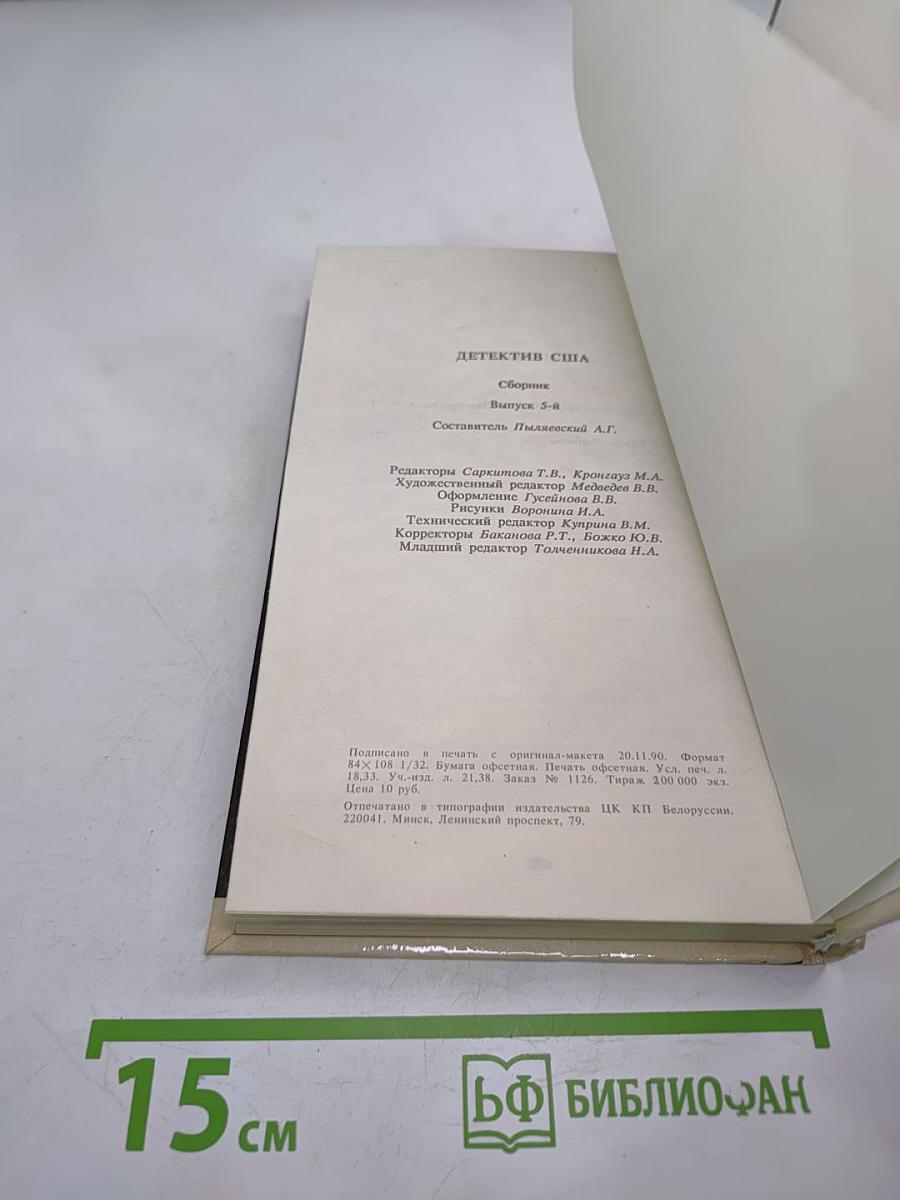 ДЕТЕКТИВ США
Сборник
Выпуск 5-й
Составитель Пыляевский А.Г.
Редакторы Саркитова Т.В., Кронгауз М.А.
Художественный редактор Медведев В.В.
Оформление Гусейнова В.В.
Рисунки Воронина И.А.
Технический редактор Куприна В.М.
Корректоры Баканова Р.Т., Божко Ю.В.
Младший редактор Толченникова Н.А.
Подписано в печать с оригинал-макета 20.11.90. Формат
84×108 1/32. Бумага офсетная. Печать офсетная. Усл. печ. л.
18,33. Уч.-изд. л. 21,38. Заказ № 1126. Тираж 200 000 экз.
Цена 10 руб.
Отпечатано в типографии издательства ЦК КП Белоруссии.
220041. Минск, Ленинский проспект, 79.
15 см
БФ БИБЛИОФАН